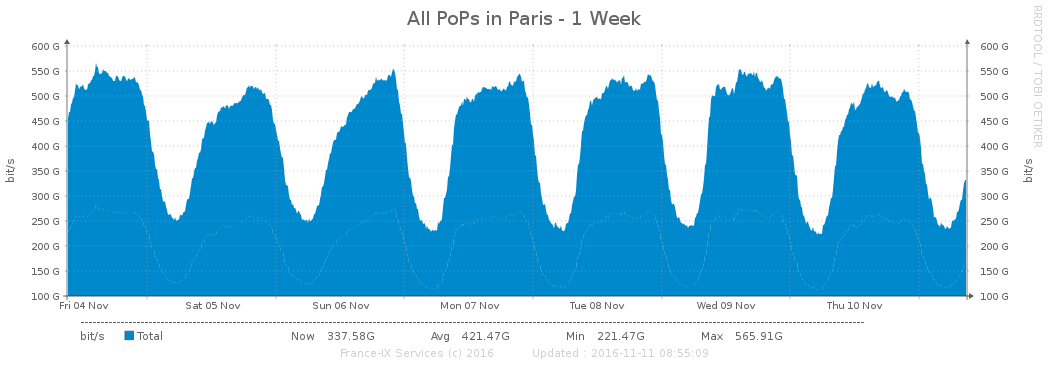 All PoPs in Paris - 1 Week
RRDTOOL / TOBI OETIKER
600 G 600 G
550 G 550 G
500 G 500 G
450 G 450 G
400 G 400 G
350 G 350 G
bit/s bit/s
300 G 300 G
250 G 250 G
200 G 200 G
150 G 150 G
100 G 100 G
Fri 04 Nov Sat 05 Nov Sun 06 Nov Mon 07 Nov Tue 08 Nov Wed 09 Nov Thu 10 Nov
bit/s Total Now 337.58G Avg 421.47G Min 221.47G Max 565.91G
France-IX Services (c) 2016 Updated : 2016-11-11 08:55:09